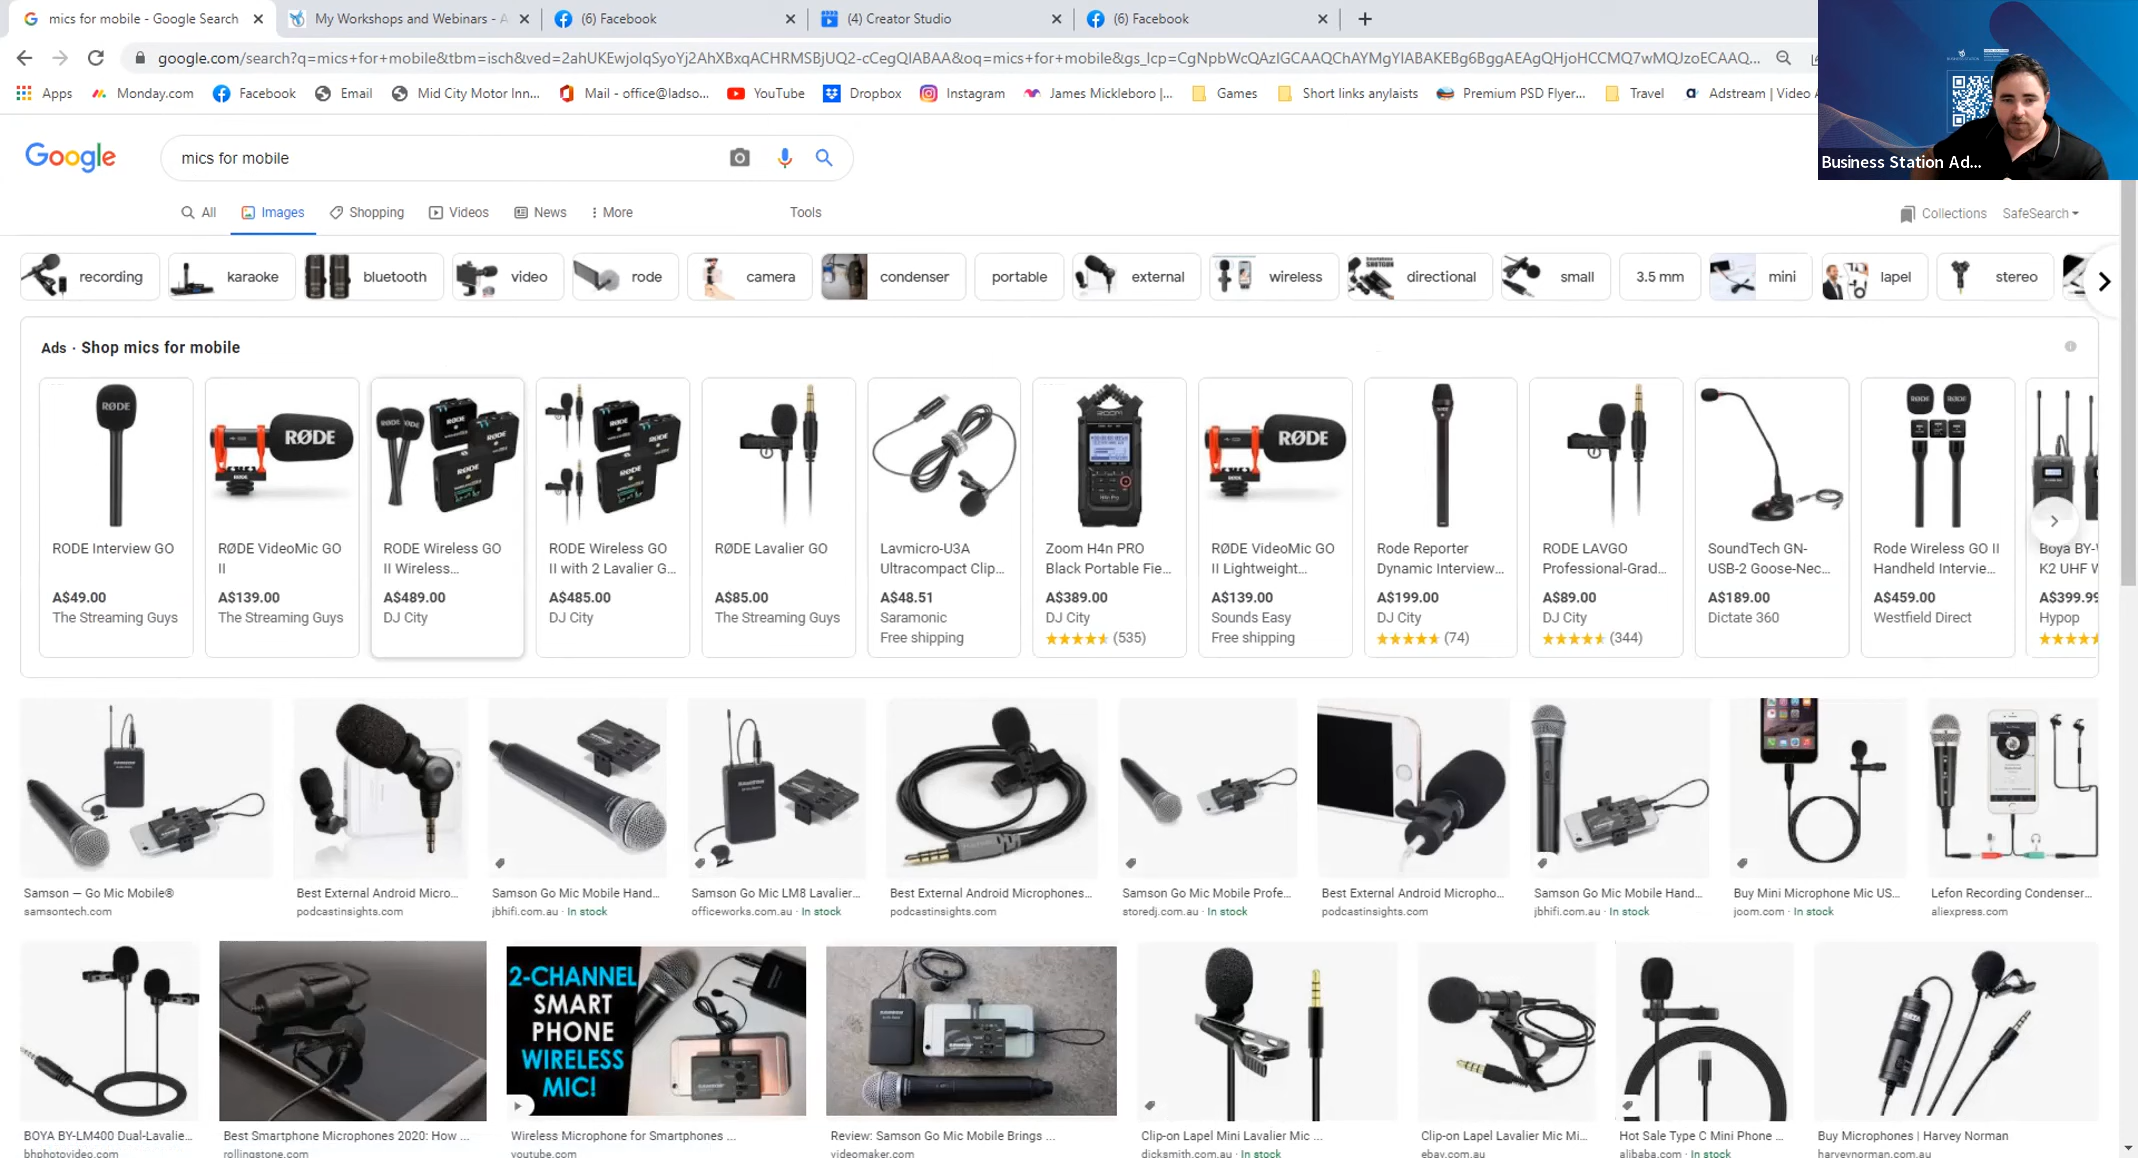 mics for mobile - Google Search
My Workshops and Webinars - A
(6) Facebook
(4) Creator Studio
(6) Facebook
google.com/search?q=mics+for+mobile&tbm=isch&ved=2ahUKEwjolqSyoYj2AhXBxqACHRMSBjUQ2-cCegQIABAA&oq=mics+for+mobile&gs_lcp=CgNpbWcQAzIGCAAQChAYMgYIABAKEBg6BggAEAgQHjoHCCMQ7wMQJzoECAAQ...
Apps
Monday.com
Facebook
Email
Mid City Motor Inn...
Mail - office@ladso...
YouTube
Dropbox
Instagram
James Mickleboro |...
Games
Short links anylaists
Premium PSD Flyer...
Travel
Adstream | Video A
Business Station Ad...
Google
mics for mobile
All
Images
Shopping
Videos
News
More
Tools
Collections
SafeSearch
recording
karaoke
bluetooth
video
rode
camera
condenser
portable
external
wireless
directional
small
3.5 mm
mini
lapel
stereo
Ads · Shop mics for mobile
RODE Interview GO
A$49.00
The Streaming Guys
RØDE VideoMic GO
II
A$139.00
The Streaming Guys
RODE Wireless GO
II Wireless...
A$489.00
DJ City
RODE Wireless GO
II with 2 Lavalier G...
A$485.00
DJ City
RØDE Lavalier GO
A$85.00
The Streaming Guys
Lavmicro-U3A
Ultracompact Clip...
A$48.51
Saramonic
Free shipping
Zoom H4n PRO
Black Portable Fie...
A$389.00
DJ City
(535)
RØDE VideoMic GO
II Lightweight...
A$139.00
Sounds Easy
Free shipping
Rode Reporter
Dynamic Interview...
A$199.00
DJ City
(74)
RODE LAVGO
Professional-Grad...
A$89.00
DJ City
(344)
SoundTech GN-
USB-2 Goose-Nec...
A$189.00
Dictate 360
Rode Wireless GO II
Handheld Intervie...
A$459.00
Westfield Direct
Boya BY-
K2 UHF W
A$399.99
Hypop
Samson — Go Mic Mobile®
samsontech.com
Best External Android Micro...
podcastinsights.com
Samson Go Mic Mobile Hand...
jbhifi.com.au · In stock
Samson Go Mic LM8 Lavalier...
officeworks.com.au · In stock
Best External Android Microphones...
podcastinsights.com
Samson Go Mic Mobile Profe...
storedj.com.au · In stock
Best External Android Micropho...
podcastinsights.com
Samson Go Mic Mobile Hand...
jbhifi.com.au · In stock
Buy Mini Microphone Mic US...
joom.com · In stock
Lefon Recording Condenser...
aliexpress.com
2-CHANNEL
SMART
PHONE
WIRELESS
MIC!
BOYA BY-LM400 Dual-Lavalie...
bhphotovideo.com
Best Smartphone Microphones 2020: How ...
rollingstone.com
Wireless Microphone for Smartphones ...
youtube.com
Review: Samson Go Mic Mobile Brings ...
videomaker.com
Clip-on Lapel Mini Lavalier Mic ...
dicksmith.com.au · In stock
Clip-on Lapel Lavalier Mic Mi...
ebay.com.au
Hot Sale Type C Mini Phone ...
alibaba.com · In stock
Buy Microphones | Harvey Norman
harveynorman.com.au